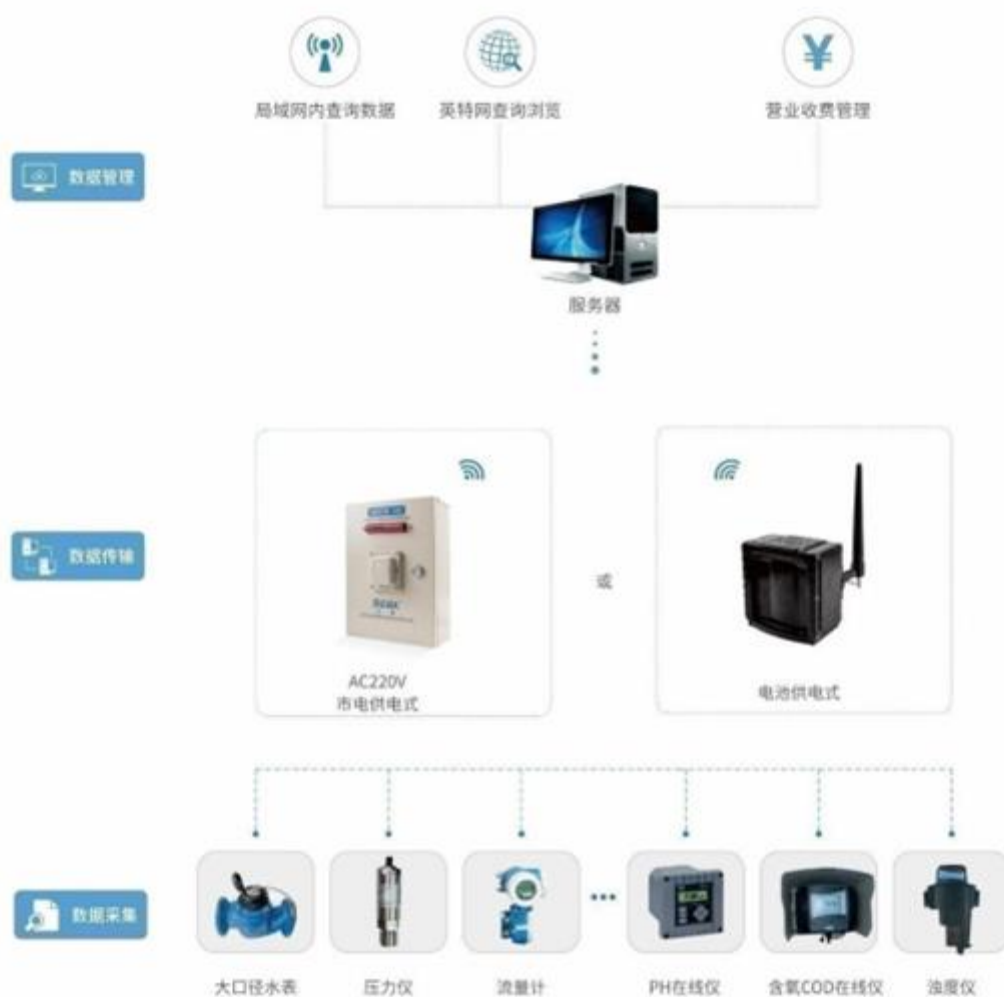 局域网内查询数据
英特网查询浏览
营业收费管理
数据管理
服务器
数据传输
或
AC220V
市电供电式
电池供电式
数据采集
大口径水表
压力仪
流量计
PH在线仪
含氧COD在线仪
浊度仪